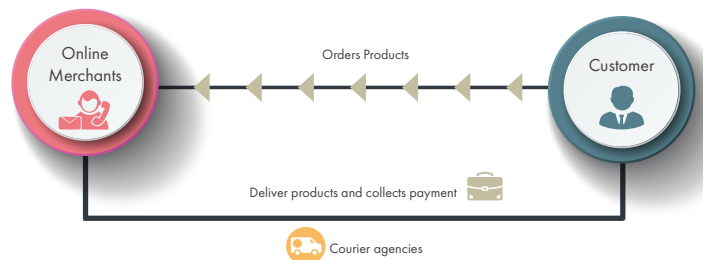 Online
Merchants
Orders Products
Customer
Deliver products and collects payment
Courier agencies